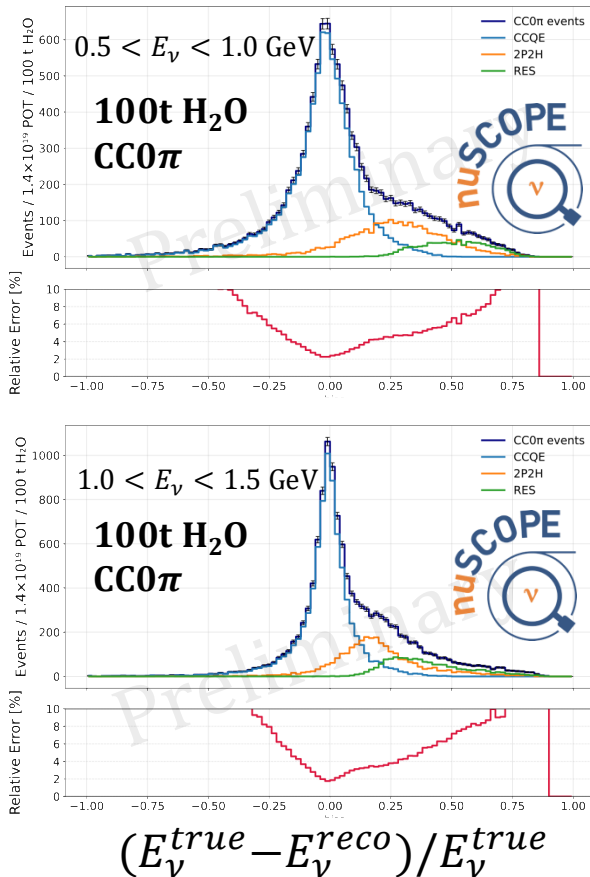 0.5 < E_ν < 1.0 GeV
100t H₂O
CC0π
CC0π events
CCQE
2P2H
RES
nuSCOPE
ν
Preliminary
Events / 1.4×10¹⁹ POT / 100 t H₂O
600
500
400
300
200
100
0
Relative Error [%]
10
8
6
4
2
0
−1.00 −0.75 −0.50 −0.25 0.00 0.25 0.50 0.75 1.00
1.0 < E_ν < 1.5 GeV
100t H₂O
CC0π
CC0π events
CCQE
2P2H
RES
nuSCOPE
ν
Preliminary
Events / 1.4×10¹⁹ POT / 100 t H₂O
1000
800
600
400
200
0
Relative Error [%]
10
8
6
4
2
0
−1.00 −0.75 −0.50 −0.25 0.00 0.25 0.50 0.75 1.00
(E_ν^true−E_ν^reco)/E_ν^true